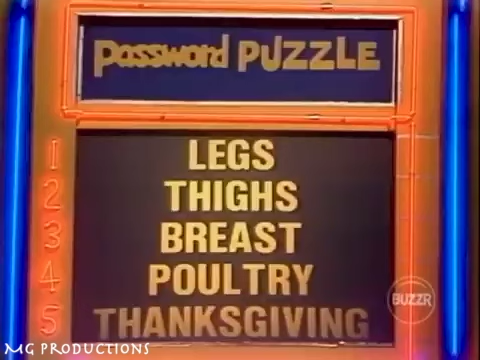 password PUZZLE
1 LEGS
2 THIGHS
3 BREAST
4 POULTRY
5 THANKSGIVING
BUZZR
MG PRODUCTIONS